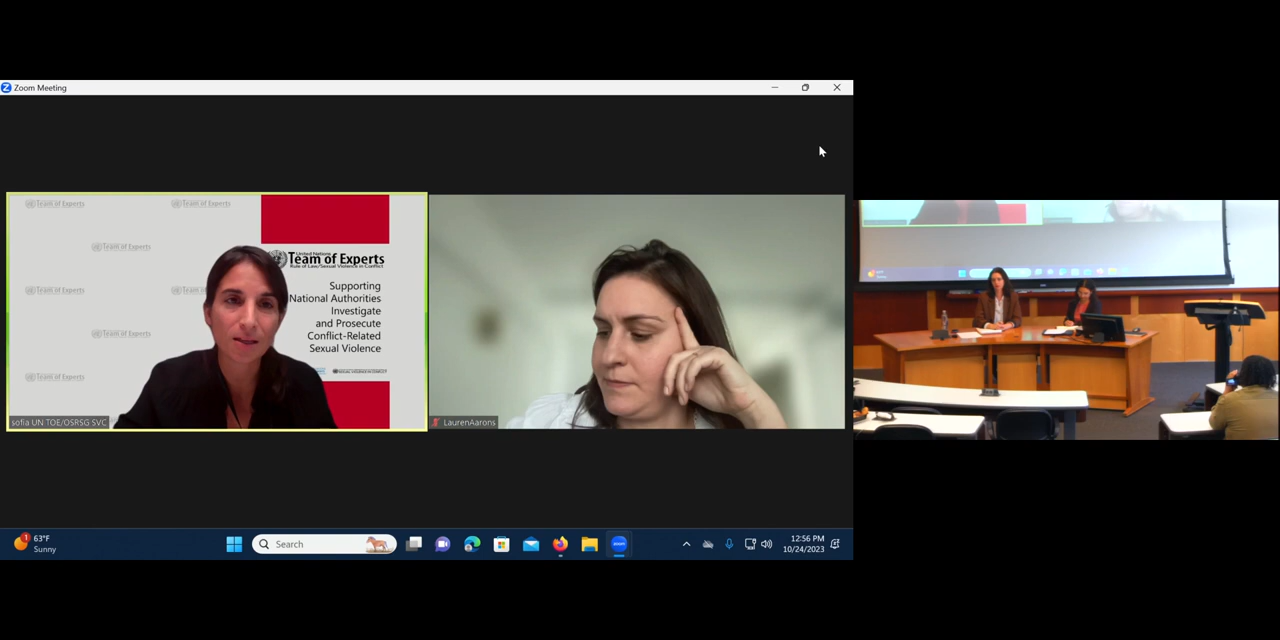 Zoom Meeting
Team of Experts
Team of Experts
Team of Experts
Team of Experts
Team of Experts
Team of Experts
United Nations
Team of Experts
Rule of Law/Sexual Violence in Conflict
Supporting
National Authorities
Investigate
and Prosecute
Conflict-Related
Sexual Violence
sofia UN TOE/OSRSG SVC
LaurenAarons
1
63°F
Sunny
Search
zoom
12:56 PM
10/24/2023